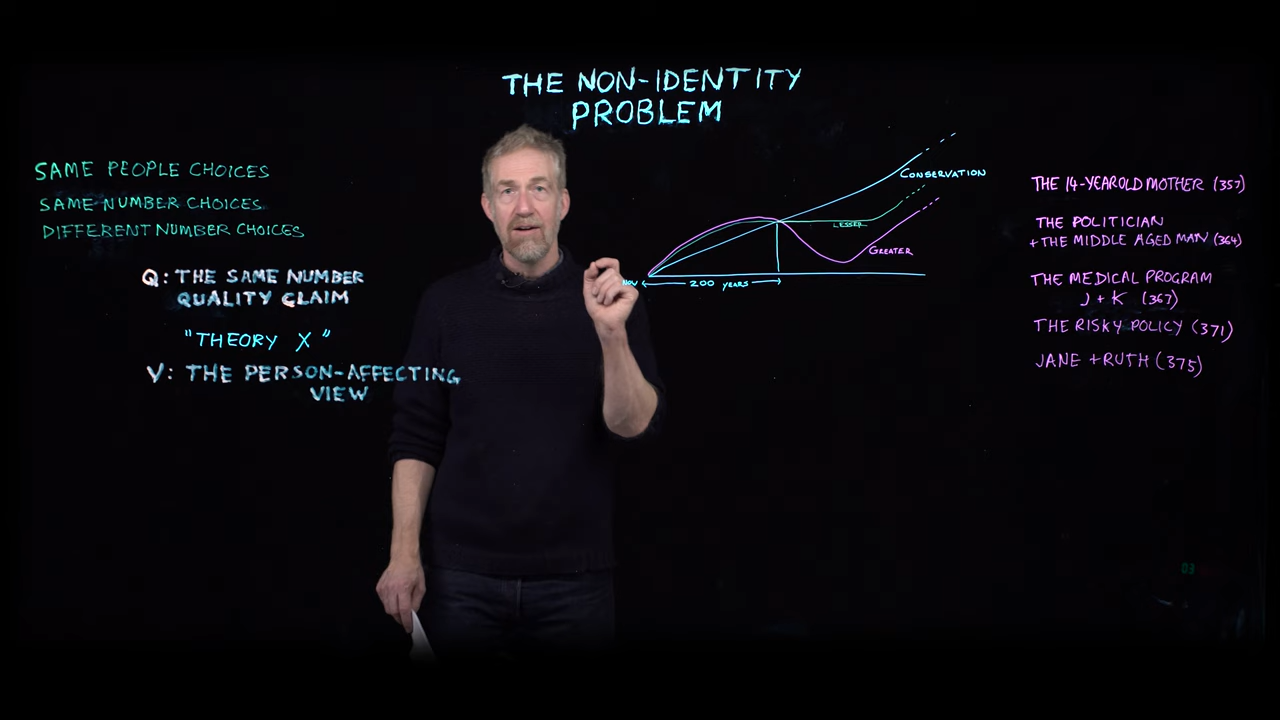 THE NON-IDENTITY
PROBLEM
SAME PEOPLE CHOICES
SAME NUMBER CHOICES
DIFFERENT NUMBER CHOICES
Q: THE SAME NUMBER
QUALITY CLAIM
"THEORY X"
V: THE PERSON-AFFECTING
VIEW
CONSERVATION
LESSER
GREATER
NOW
200 YEARS
THE 14-YEAROLD MOTHER (357)
THE POLITICIAN
+ THE MIDDLE AGED MAN (364)
THE MEDICAL PROGRAM
J + K (367)
THE RISKY POLICY (371)
JANE + RUTH (375)
03